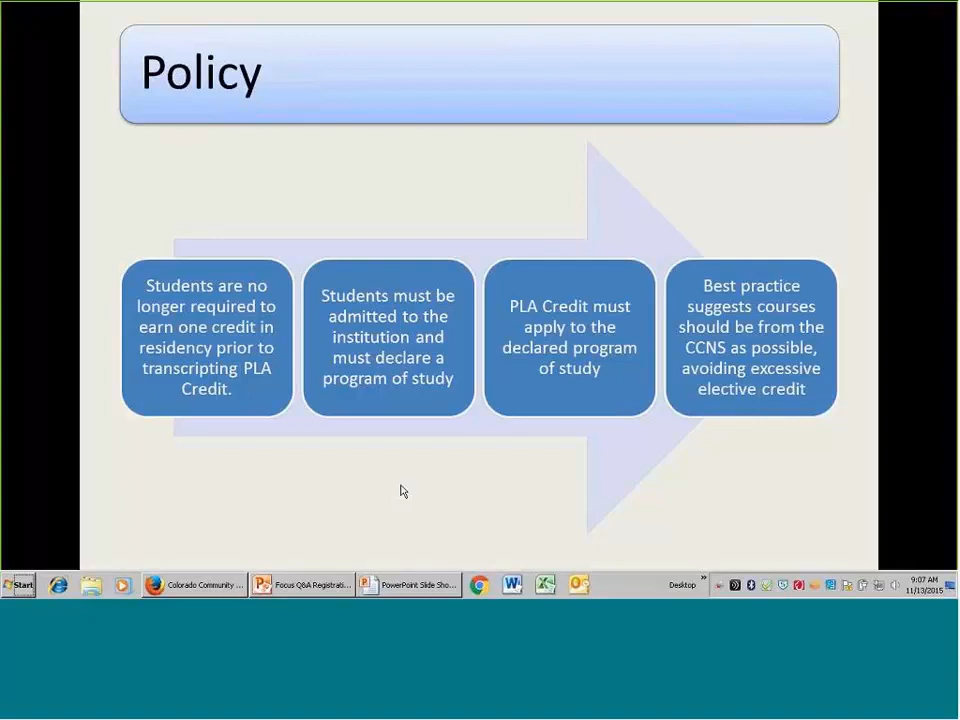 Policy
Students are no
longer required to
earn one credit in
residency prior to
transcripting PLA
Credit.
Students must be
admitted to the
institution and
must declare a
program of study
PLA Credit must
apply to the
declared program
of study
Best practice
suggests courses
should be from the
CCNS as possible,
avoiding excessive
elective credit
Start
Colorado Community ...
Focus Q&A Registrati...
PowerPoint Slide Sho...
Desktop
9:07 AM
11/13/2015